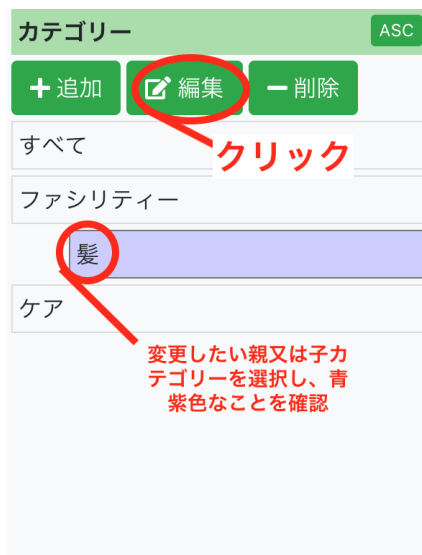 カテゴリー ASC
追加 編集 削除
すべて
クリック
ファシリティー
髪
ケア
変更したい親又は子カ
テゴリーを選択し、青
紫色なことを確認